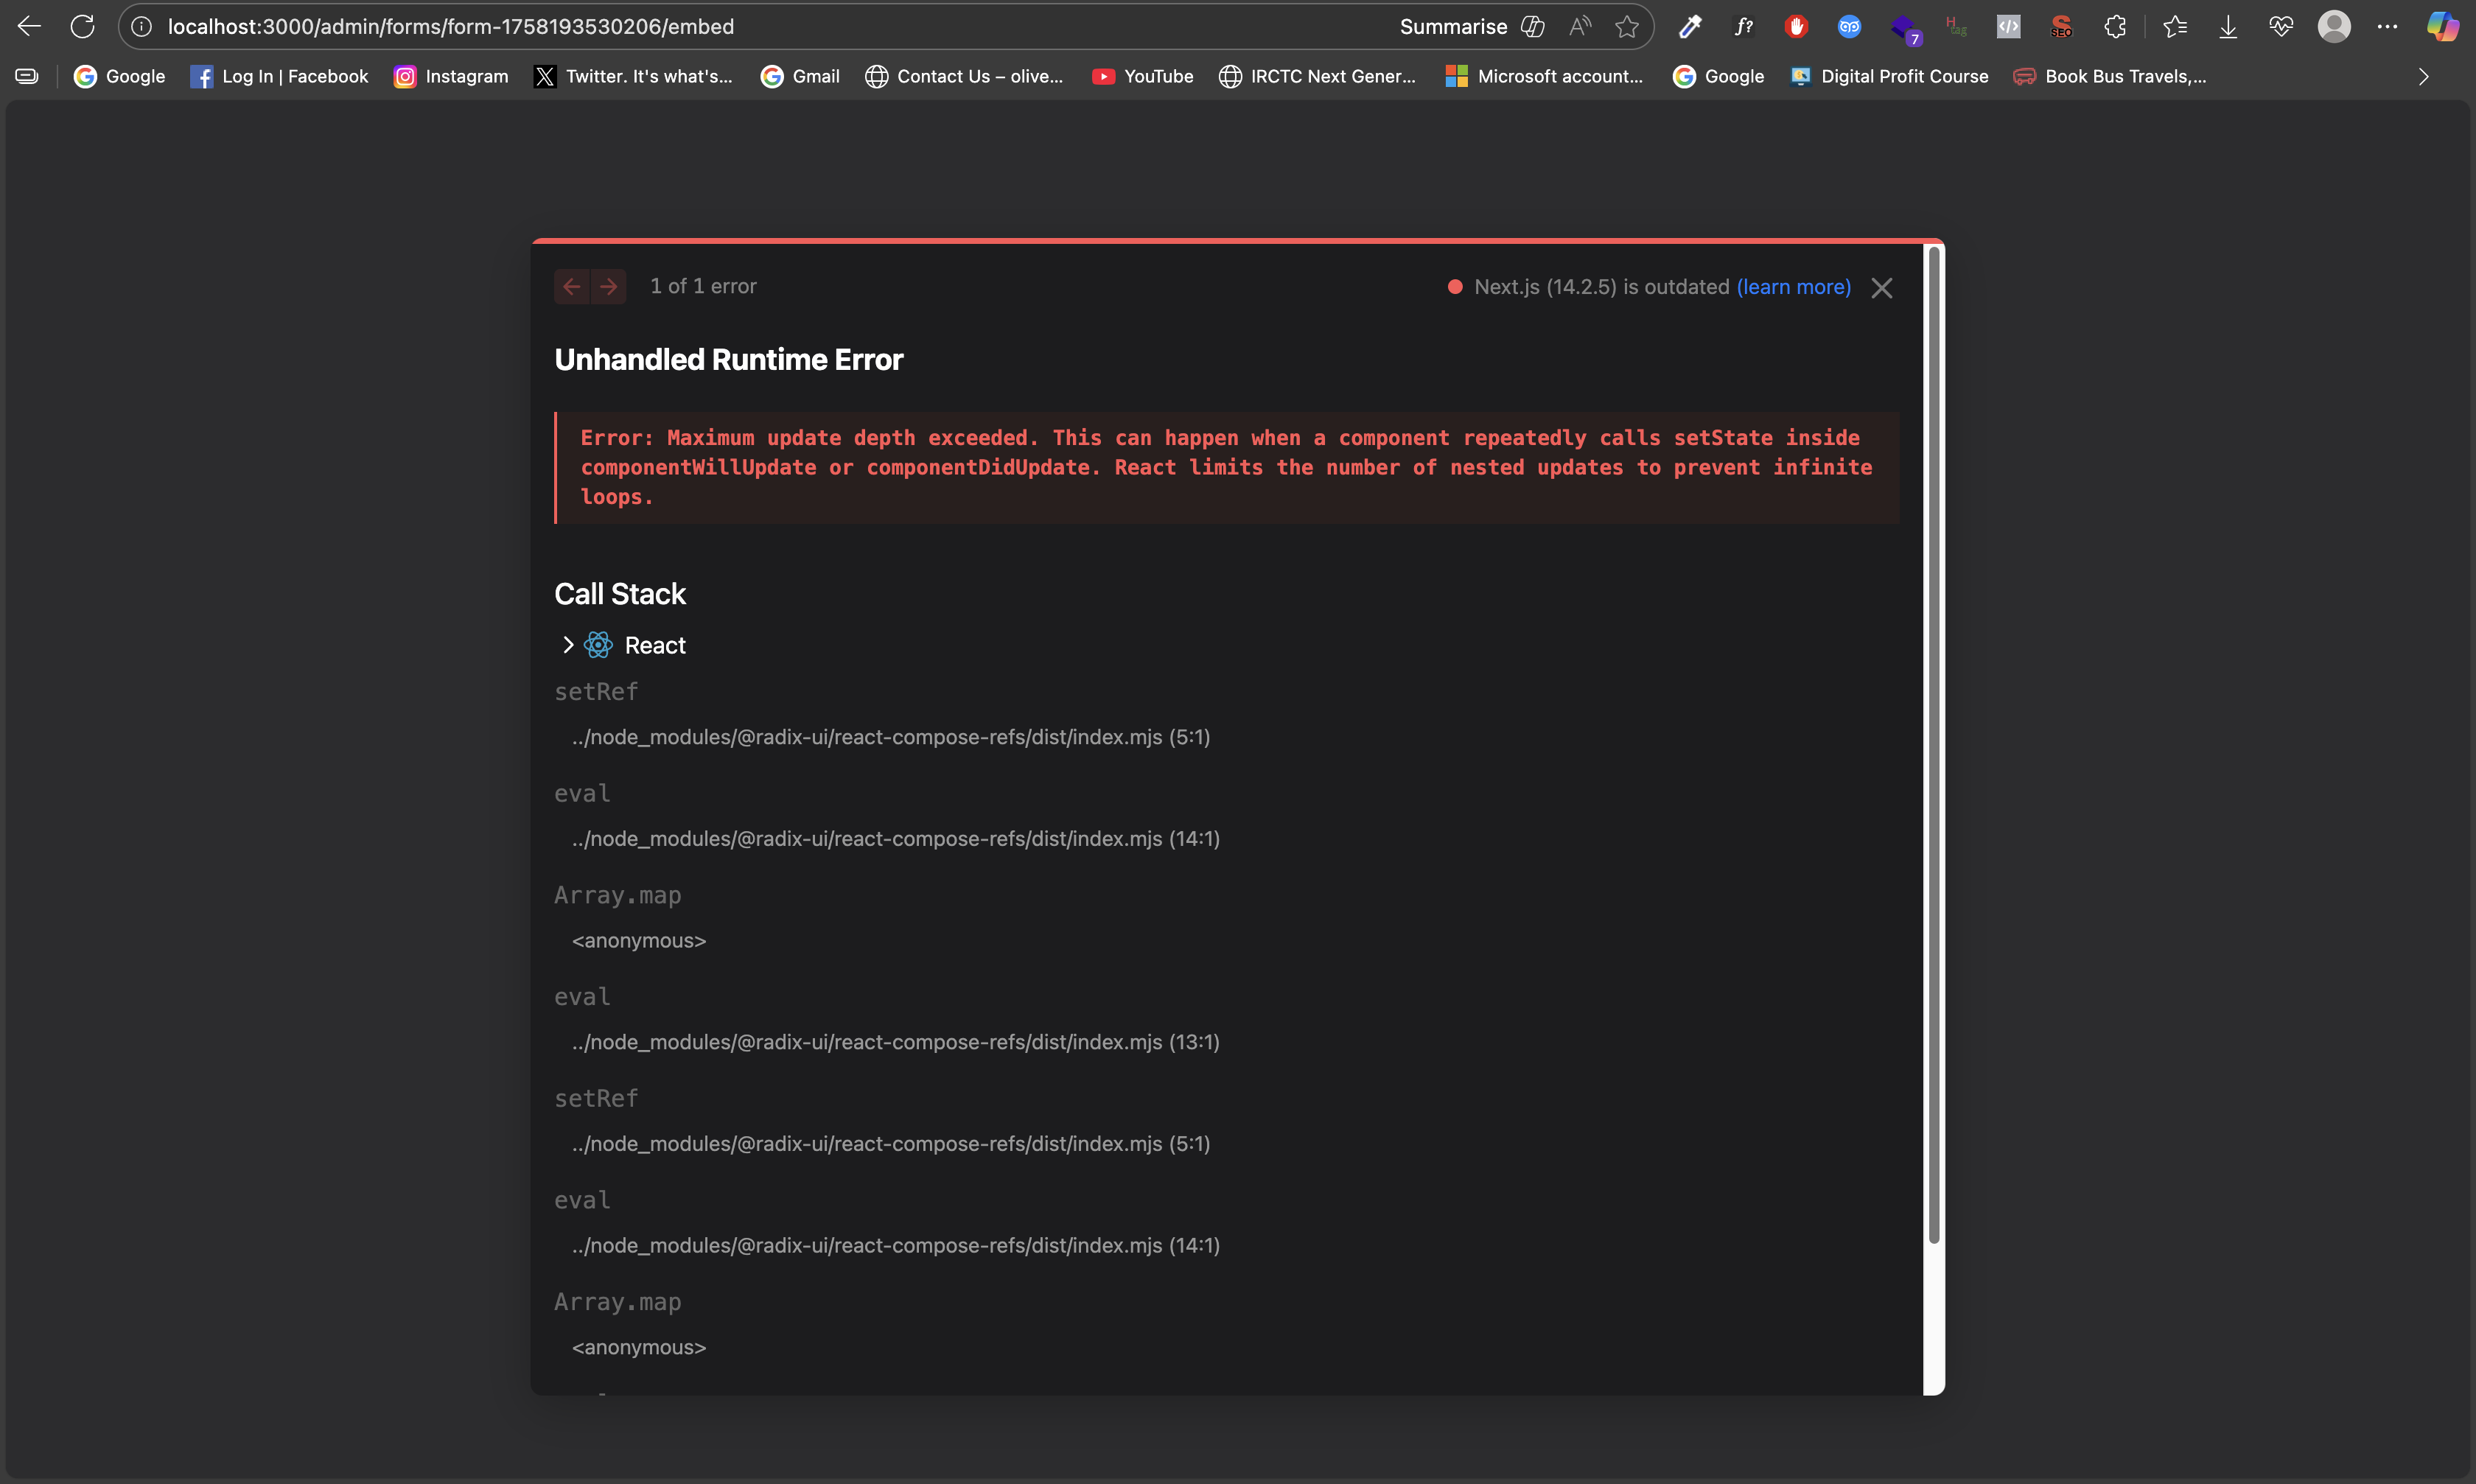 localhost:3000/admin/forms/form-1758193530206/embed
Summarise
A
f?
7
H
tag
</>
S
SEO
Google
Log In | Facebook
Instagram
Twitter. It's what's...
Gmail
Contact Us – olive...
YouTube
IRCTC Next Gener...
Microsoft account...
Google
Digital Profit Course
Book Bus Travels,...
1 of 1 error
Next.js (14.2.5) is outdated (learn more)
Unhandled Runtime Error
Error: Maximum update depth exceeded. This can happen when a component repeatedly calls setState inside
componentWillUpdate or componentDidUpdate. React limits the number of nested updates to prevent infinite
loops.
Call Stack
React
setRef
../node_modules/@radix-ui/react-compose-refs/dist/index.mjs (5:1)
eval
../node_modules/@radix-ui/react-compose-refs/dist/index.mjs (14:1)
Array.map
<anonymous>
eval
../node_modules/@radix-ui/react-compose-refs/dist/index.mjs (13:1)
setRef
../node_modules/@radix-ui/react-compose-refs/dist/index.mjs (5:1)
eval
../node_modules/@radix-ui/react-compose-refs/dist/index.mjs (14:1)
Array.map
<anonymous>